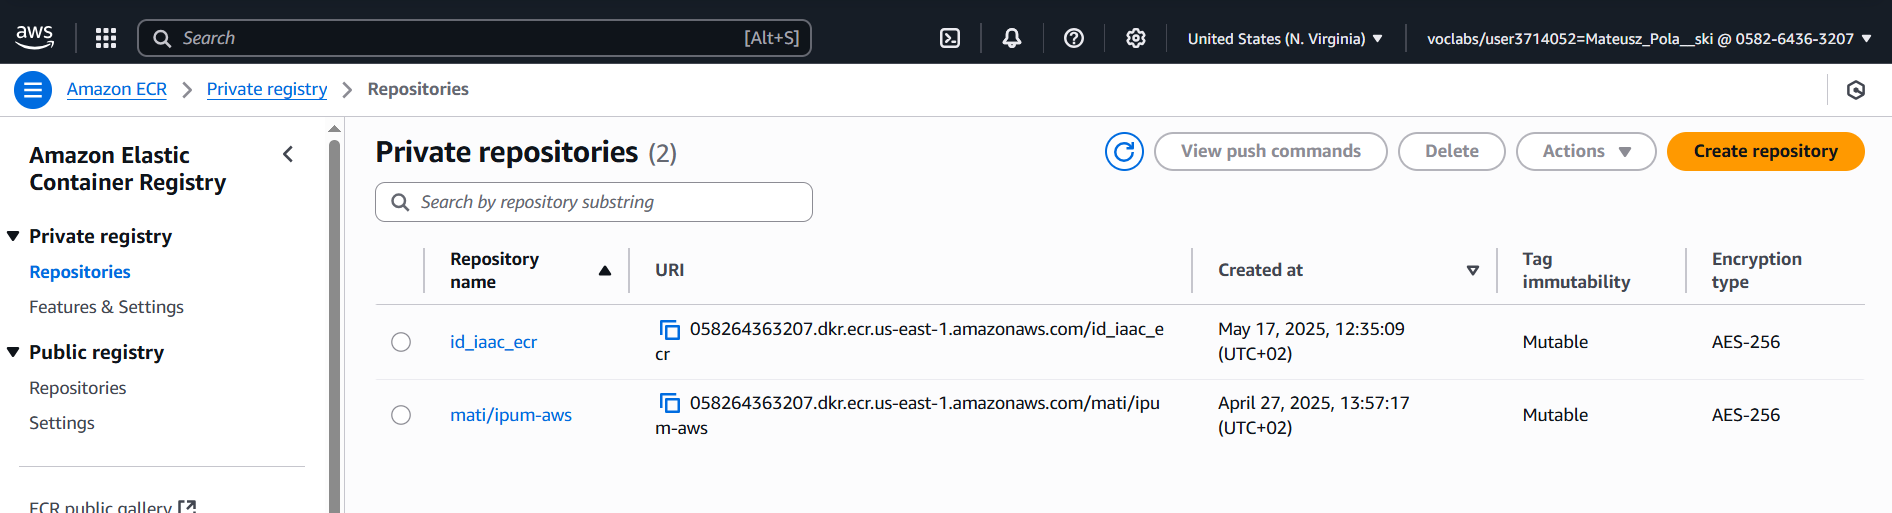 aws
Search
[Alt+S]
United States (N. Virginia)
voclabs/user3714052=Mateusz_Pola__ski @ 0582-6436-3207
Amazon ECR
Private registry
Repositories
Amazon Elastic
Container Registry
Private registry
Repositories
Features & Settings
Public registry
Repositories
Settings
ECR public gallery
Private repositories (2)
View push commands
Delete
Actions
Create repository
Search by repository substring
Repository
name
URI
Created at
Tag
immutability
Encryption
type
id_iaac_ecr
058264363207.dkr.ecr.us-east-1.amazonaws.com/id_iaac_e
cr
May 17, 2025, 12:35:09
(UTC+02)
Mutable
AES-256
mati/ipum-aws
058264363207.dkr.ecr.us-east-1.amazonaws.com/mati/ipu
m-aws
April 27, 2025, 13:57:17
(UTC+02)
Mutable
AES-256